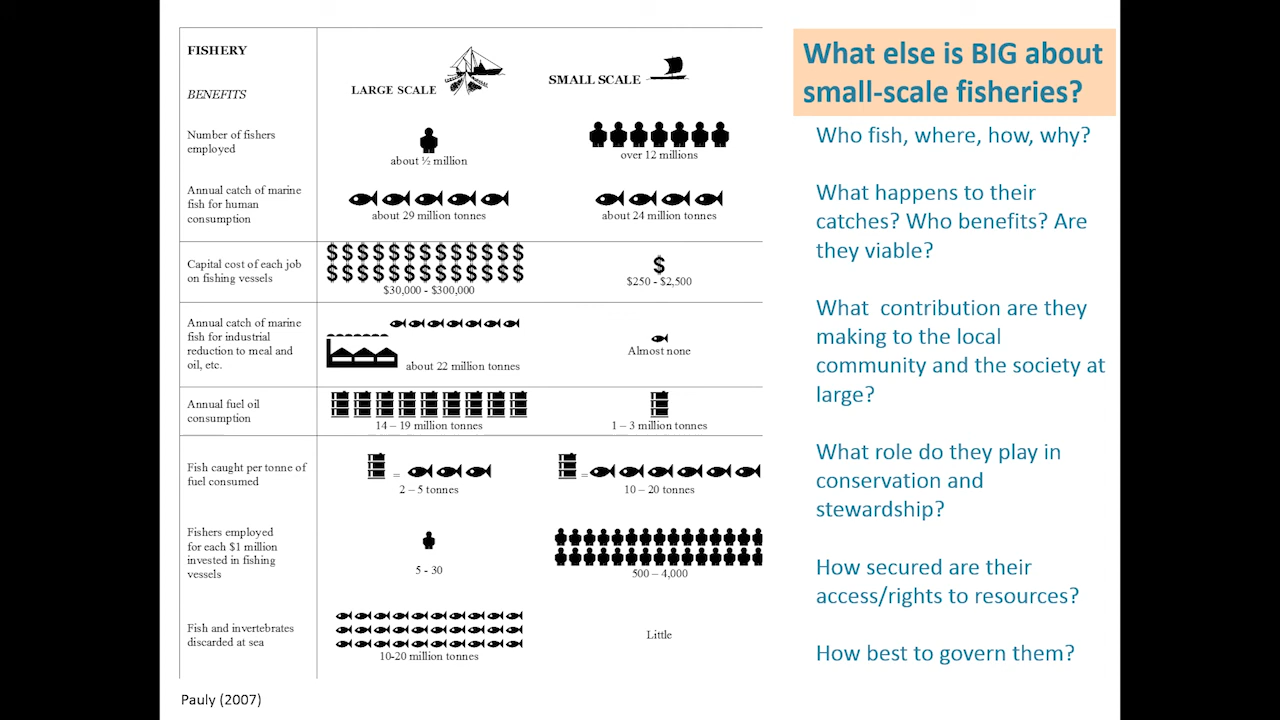 FISHERY
BENEFITS
LARGE SCALE
SMALL SCALE
Number of fishers
employed
about ½ million
over 12 millions
Annual catch of marine
fish for human
consumption
about 29 million tonnes
about 24 million tonnes
Capital cost of each job
on fishing vessels
$30,000 - $300,000
$
$250 - $2,500
Annual catch of marine
fish for industrial
reduction to meal and
oil, etc.
about 22 million tonnes
Almost none
Annual fuel oil
consumption
14 – 19 million tonnes
1 – 3 million tonnes
Fish caught per tonne of
fuel consumed
=
2 – 5 tonnes
=
10 – 20 tonnes
Fishers employed
for each $1 million
invested in fishing
vessels
5 - 30
500 – 4,000
Fish and invertebrates
discarded at sea
10-20 million tonnes
Little
Pauly (2007)
What else is BIG about
small-scale fisheries?
Who fish, where, how, why?
What happens to their
catches? Who benefits? Are
they viable?
What contribution are they
making to the local
community and the society at
large?
What role do they play in
conservation and
stewardship?
How secured are their
access/rights to resources?
How best to govern them?